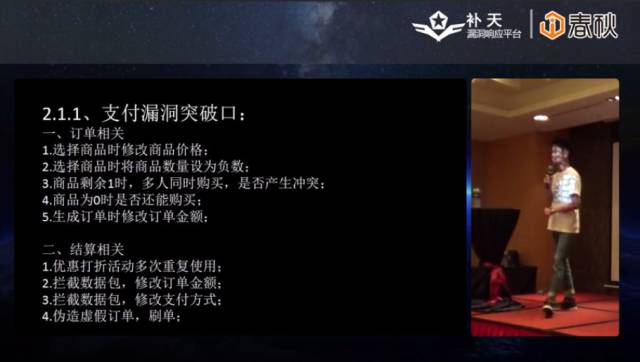 补天
漏洞响应平台
春秋
2.1.1、支付漏洞突破口：
一、订单相关
1.选择商品时修改商品价格；
2.选择商品时将商品数量设为负数；
3.商品剩余1时，多人同时购买，是否产生冲突；
4.商品为0时是否还能购买；
5.生成订单时修改订单金额；
二、结算相关
1.优惠打折活动多次重复使用；
2.拦截数据包，修改订单金额；
3.拦截数据包，修改支付方式；
4.伪造虚假订单，刷单；